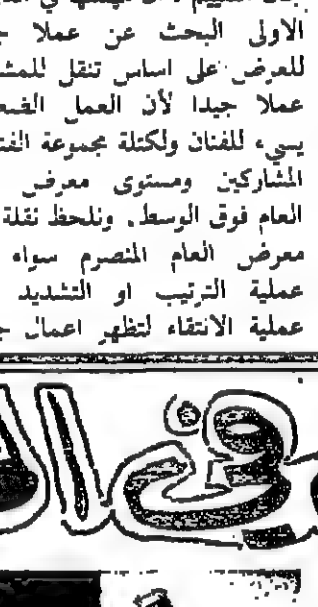 الاولى البحث عن عملا
للعرض على اساس تنقل للمش
عملا جيدا لأن العمل الضع
يسيء للفنان ولكتلة مجموعة الفن
المشاركين ومستوى معرض
العام فوق الوسط . ونلحظ نقلة
معرض العام المنصرم سواء
عملية الترتيب او التشديد
عملية الانتقاء لتظهر اعمال ج